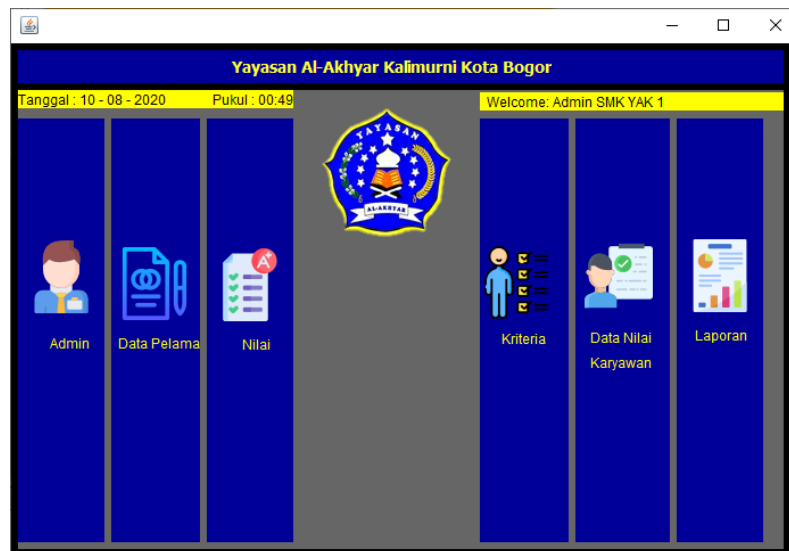 Yayasan Al-Akhyar Kalimurni Kota Bogor
Tanggal : 10 - 08 - 2020
Pukul : 00:49
Welcome: Admin SMK YAK 1
YAYASAN
AL-AKHYAR
A+
Admin
Data Pelama
Nilai
Kriteria
Data Nilai
Karyawan
Laporan